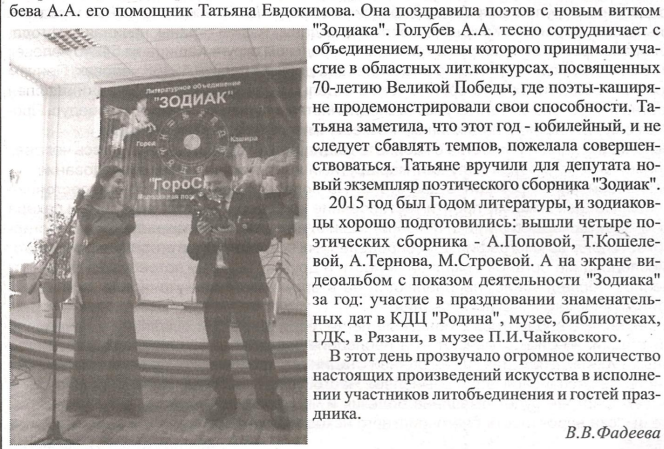 бева А.А. его помощник Татьяна Евдокимова. Она поздравила поэтов с новым витком
"Зодиака". Голубев А.А. тесно сотрудничает с
объединением, члены которого принимали уча-
стие в областных лит.конкурсах, посвященных
70-летию Великой Победы, где поэты-каширя-
не продемонстрировали свои способности. Та-
тьяна заметила, что этот год - юбилейный, и не
следует сбавлять темпов, пожелала совершен-
ствоваться. Татьяне вручили для депутата но-
вый экземпляр поэтического сборника "Зодиак".
2015 год был Годом литературы, и зодиаков-
цы хорошо подготовились: вышли четыре по-
этических сборника - А.Поповой, Т.Кошеле-
вой, А.Тернова, М.Строевой. А на экране ви-
деоальбом с показом деятельности "Зодиака"
за год: участие в праздновании знаменатель-
ных дат в КДЦ "Родина", музее, библиотеках,
ГДК, в Рязани, в музее П.И.Чайковского.
В этот день прозвучало огромное количество
настоящих произведений искусства в исполне-
нии участников литобъединения и гостей праз-
дника.
В.В.Фадеева
Литературное объединение
"ЗОДИАК"
Город
Кашира
"ГороС